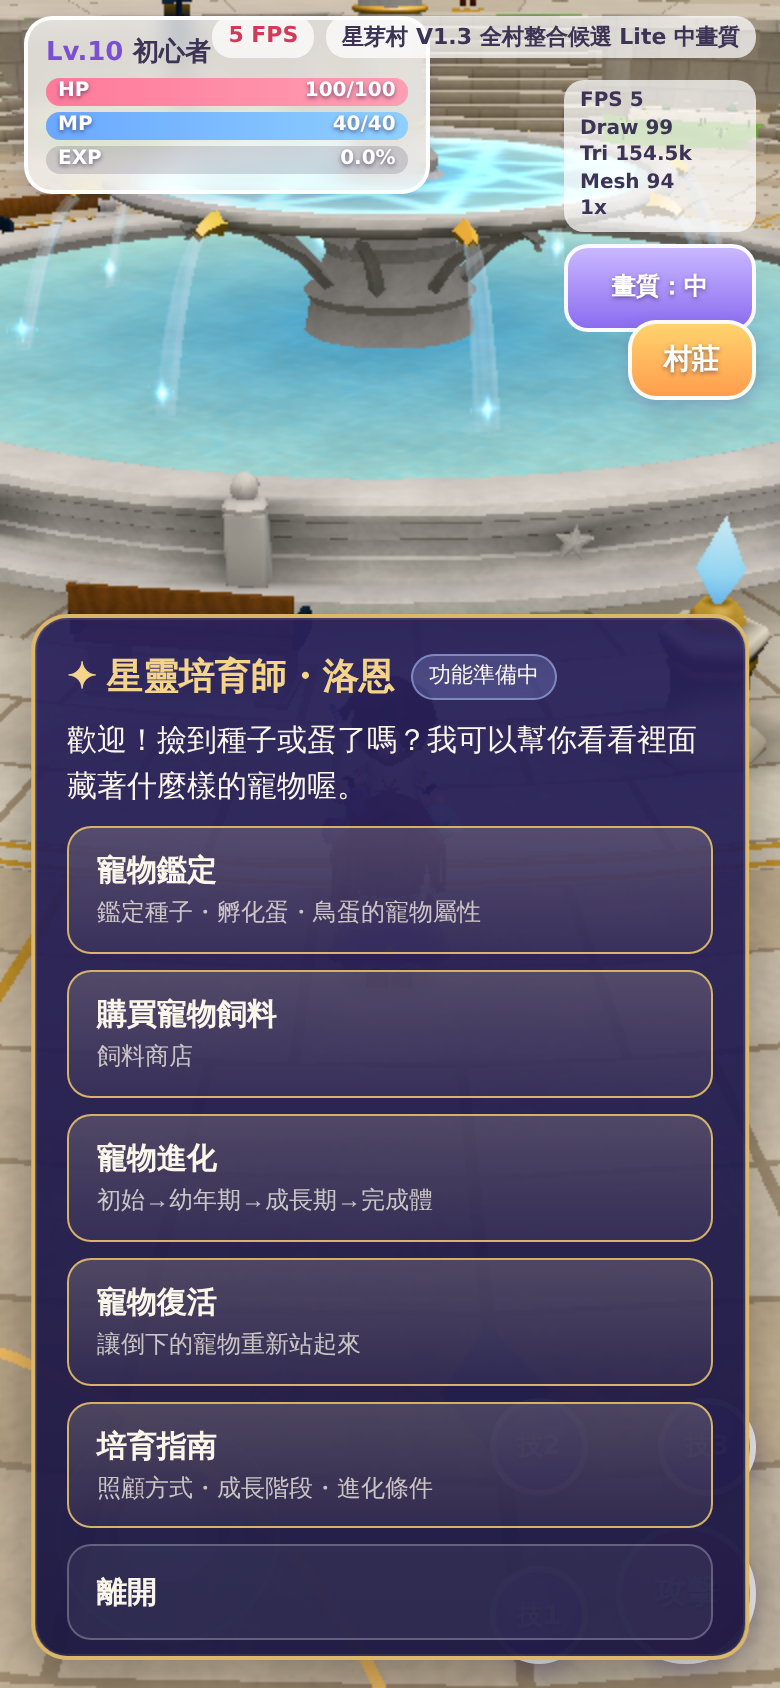 Lv.10 初心者
5 FPS
星芽村 V1.3 全村整合候選 Lite 中畫質
HP 100/100
MP 40/40
EXP 0.0%
FPS 5
Draw 99
Tri 154.5k
Mesh 94
1x
畫質：中
村莊
✦ 星靈培育師・洛恩 功能準備中
歡迎！撿到種子或蛋了嗎？我可以幫你看看裡面
藏著什麼樣的寵物喔。
寵物鑑定
鑑定種子・孵化蛋・鳥蛋的寵物屬性
購買寵物飼料
飼料商店
寵物進化
初始→幼年期→成長期→完成體
寵物復活
讓倒下的寵物重新站起來
培育指南
照顧方式・成長階段・進化條件
技2
技3
離開
技1
攻擊